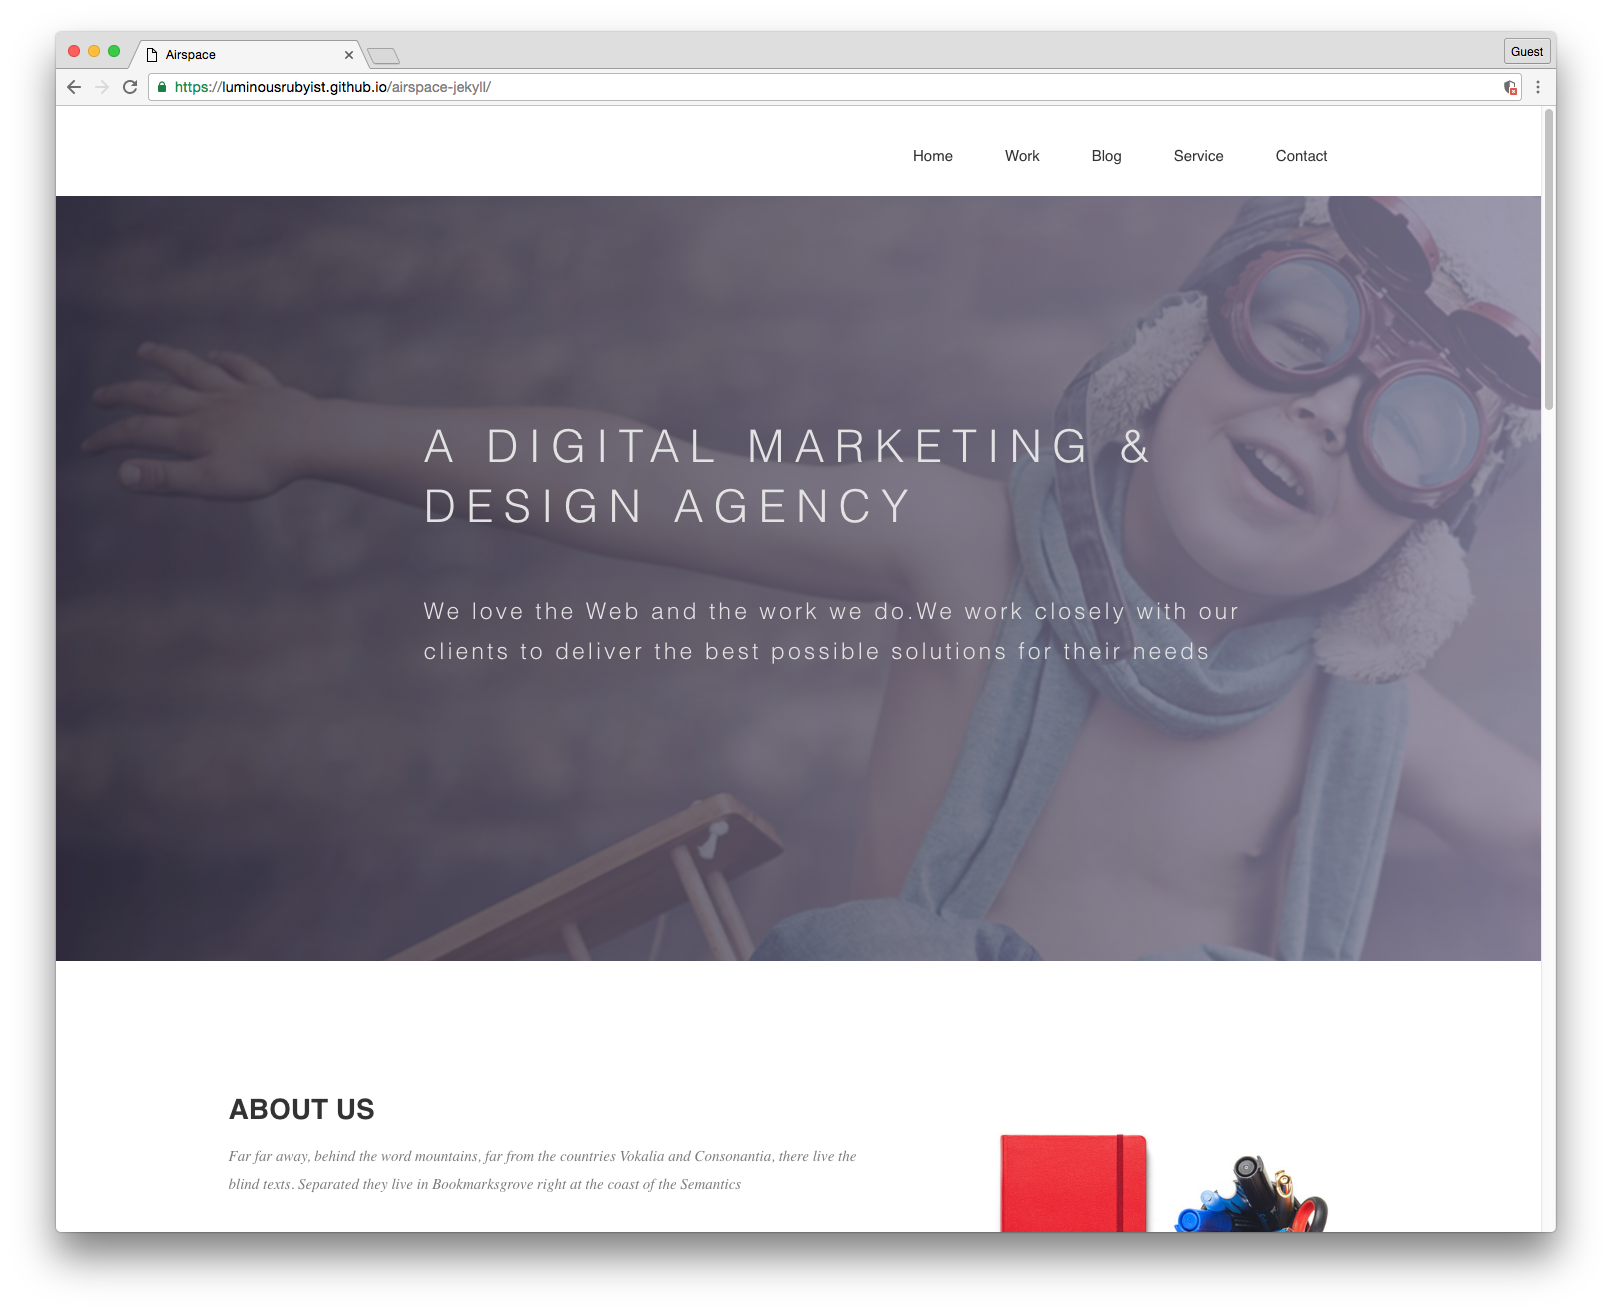 Airspace
Guest
https://luminousrubyist.github.io/airspace-jekyll/
Home Work Blog Service Contact
A DIGITAL MARKETING &
DESIGN AGENCY
We love the Web and the work we do.We work closely with our
clients to deliver the best possible solutions for their needs
ABOUT US
Far far away, behind the word mountains, far from the countries Vokalia and Consonantia, there live the
blind texts. Separated they live in Bookmarksgrove right at the coast of the Semantics